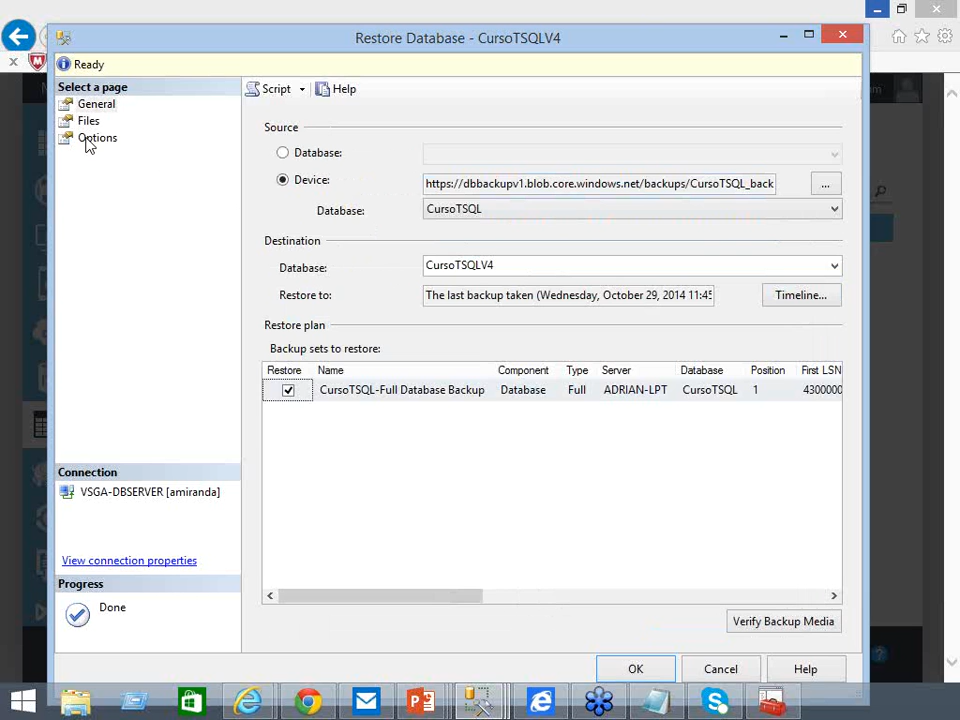 Restore Database - CursoTSQLV4
Ready
Select a page
General
Files
Options
Script
Help
Source
Database:
Device:
https://dbbackupv1.blob.core.windows.net/backups/CursoTSQL_back
...
Database:
CursoTSQL
Destination
Database:
CursoTSQLV4
Restore to:
The last backup taken (Wednesday, October 29, 2014 11:45
Timeline...
Restore plan
Backup sets to restore:
Restore Name Component Type Server Database Position First LSN
CursoTSQL-Full Database Backup Database Full ADRIAN-LPT CursoTSQL 1 4300000
Connection
VSGA-DBSERVER [amiranda]
View connection properties
Progress
Done
Verify Backup Media
OK
Cancel
Help